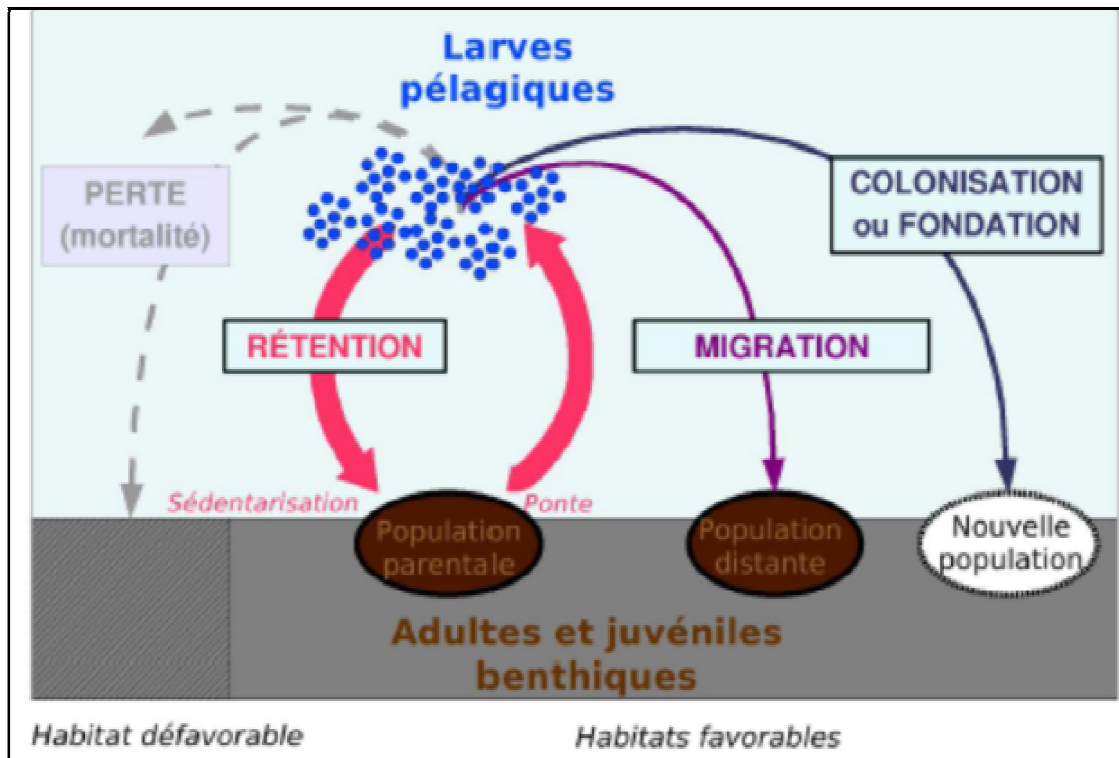 Larves
pélagiques
PERTE
(mortalité)
COLONISATION
ou FONDATION
RÉTENTION
MIGRATION
Sédentarisation
Ponte
Population
parentale
Population
distante
Nouvelle
population
Adultes et juvéniles
benthiques
Habitat défavorable
Habitats favorables